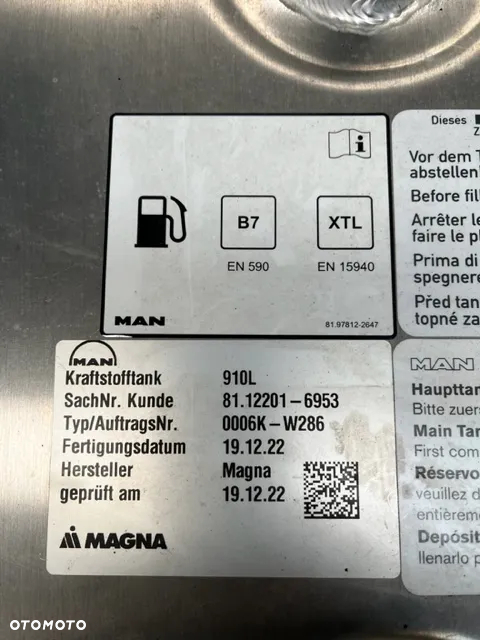 Dieses
Z
Vor dem T
abstellen
Before fill
Arrêter le
faire le pl
Prima di
spegnere
Před tan
topné za
i
B7
XTL
EN 590
EN 15940
MAN
81.97812-2647
MAN
Kraftstofftank 910L
SachNr. Kunde 81.12201-6953
Typ/AuftragsNr. 0006K-W286
Fertigungsdatum 19.12.22
Hersteller Magna
geprüft am 19.12.22
MAGNA
MAN
Haupttan
Bitte zuers
Main Tan
First com
Réservo
veuillez d
entièreme
Depósit
llenarlo p
OTOMOTO